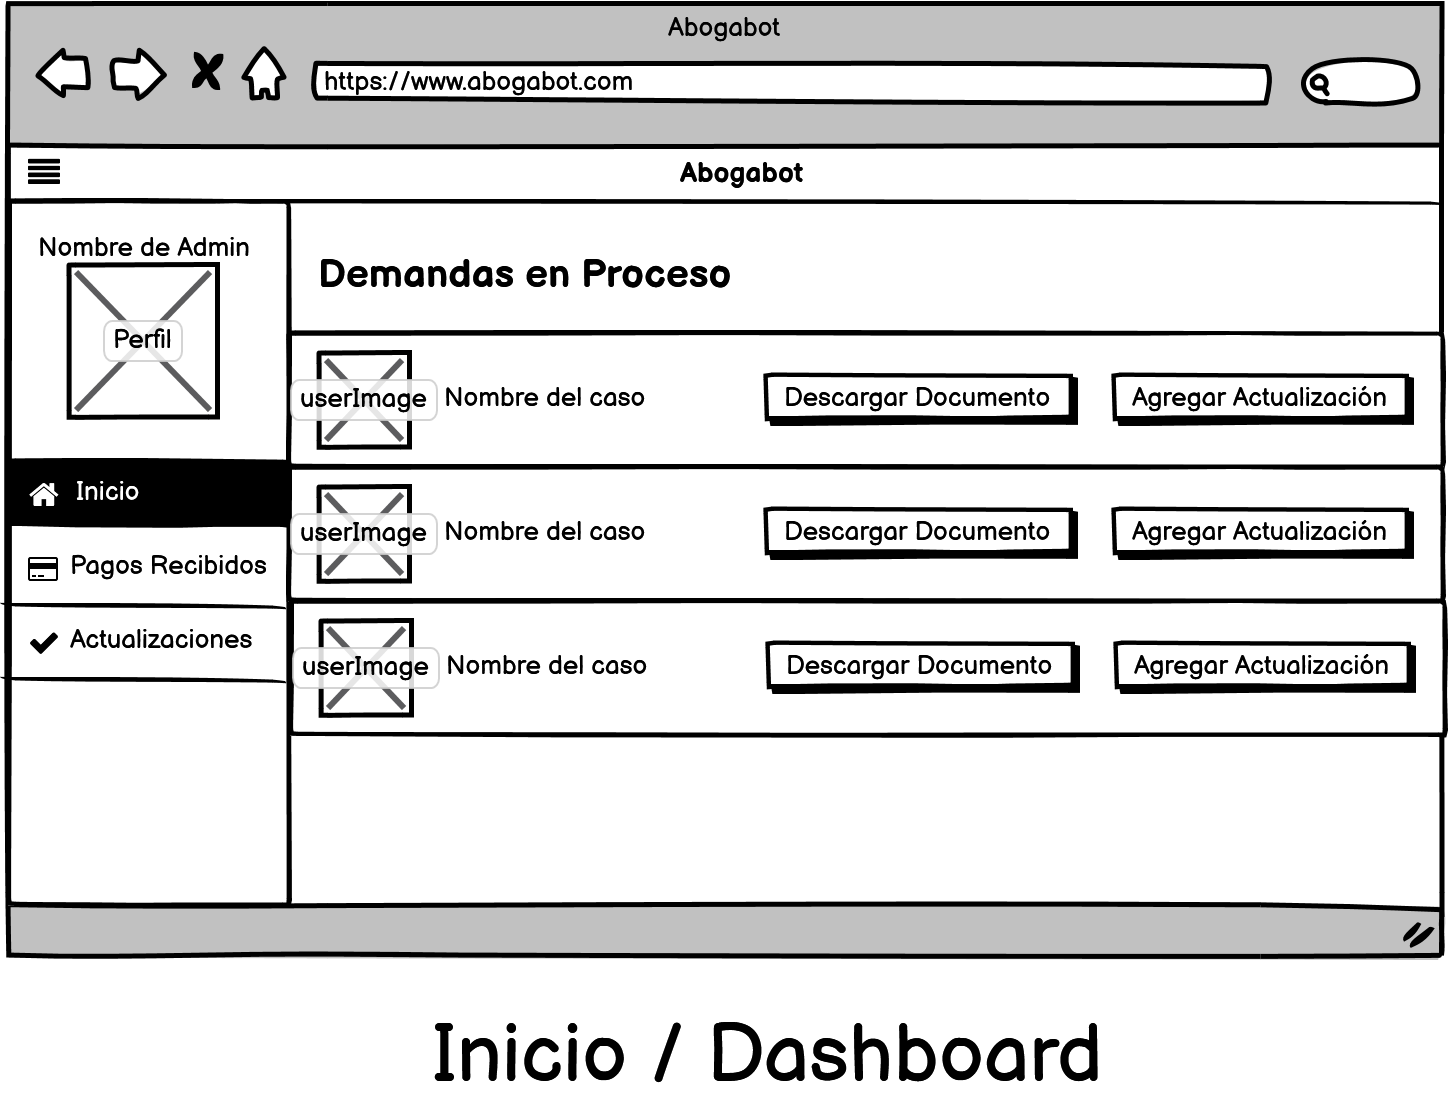 Abogabot
https://www.abogabot.com
Abogabot
Nombre de Admin
Perfil
Inicio
Pagos Recibidos
Actualizaciones
Demandas en Proceso
userImage Nombre del caso Descargar Documento Agregar Actualización
userImage Nombre del caso Descargar Documento Agregar Actualización
userImage Nombre del caso Descargar Documento Agregar Actualización
Inicio / Dashboard